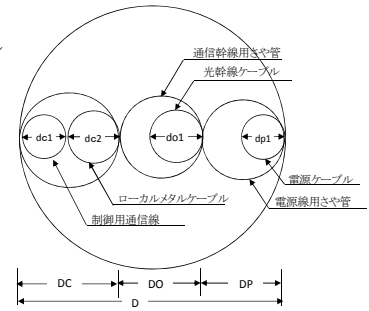 通信幹線用さや管
光幹線ケーブル
dc1
dc2
do1
dp1
電源ケーブル
ローカルメタルケーブル
電源線用さや管
制御用通信線
DC
DO
DP
D